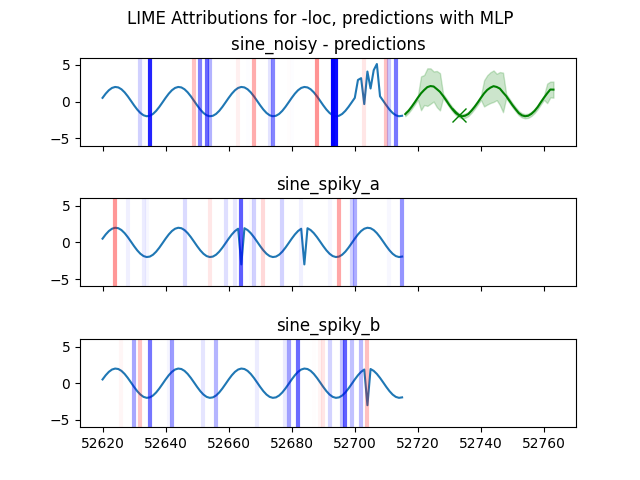 LIME Attributions for -loc, predictions with MLP
sine_noisy - predictions
5
0
−5
sine_spiky_a
5
0
−5
sine_spiky_b
5
0
−5
52620 52640 52660 52680 52700 52720 52740 52760